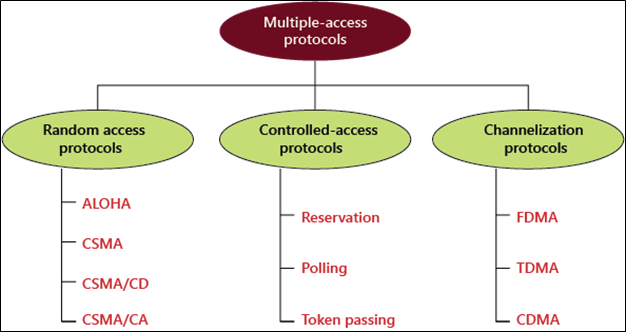 Multiple-access
protocols
Random access
protocols
Controlled-access
protocols
Channelization
protocols
ALOHA
CSMA
CSMA/CD
CSMA/CA
Reservation
Polling
Token passing
FDMA
TDMA
CDMA